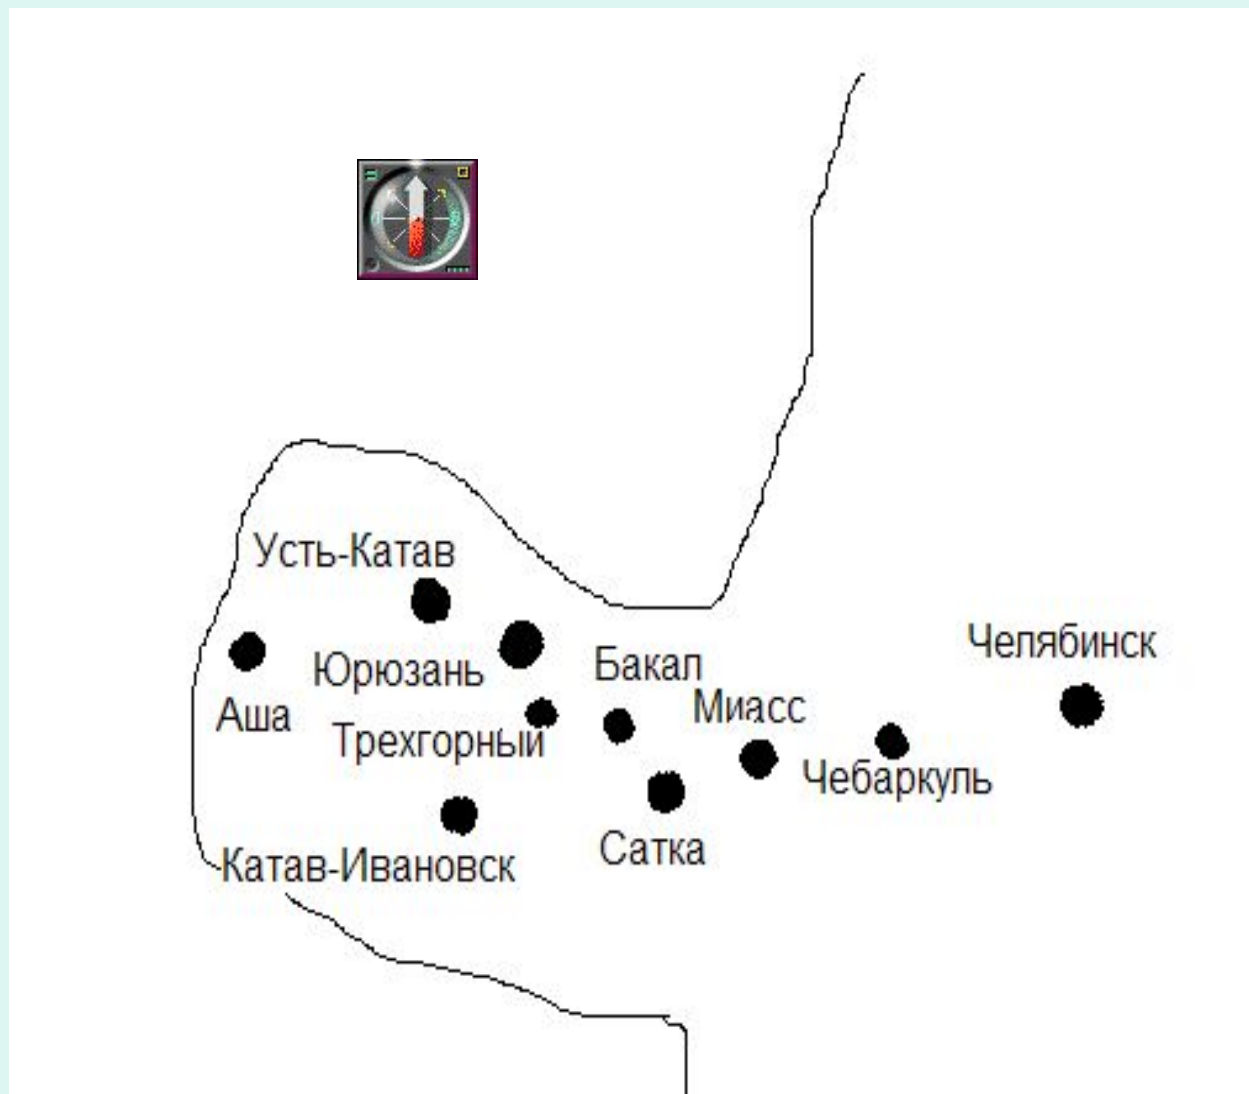 Усть-Катав
Челябинск
Бакал
Юрюзань
Миасс
Аша
Трехгорный
Чебаркуль
Сатка
Катав-Ивановск